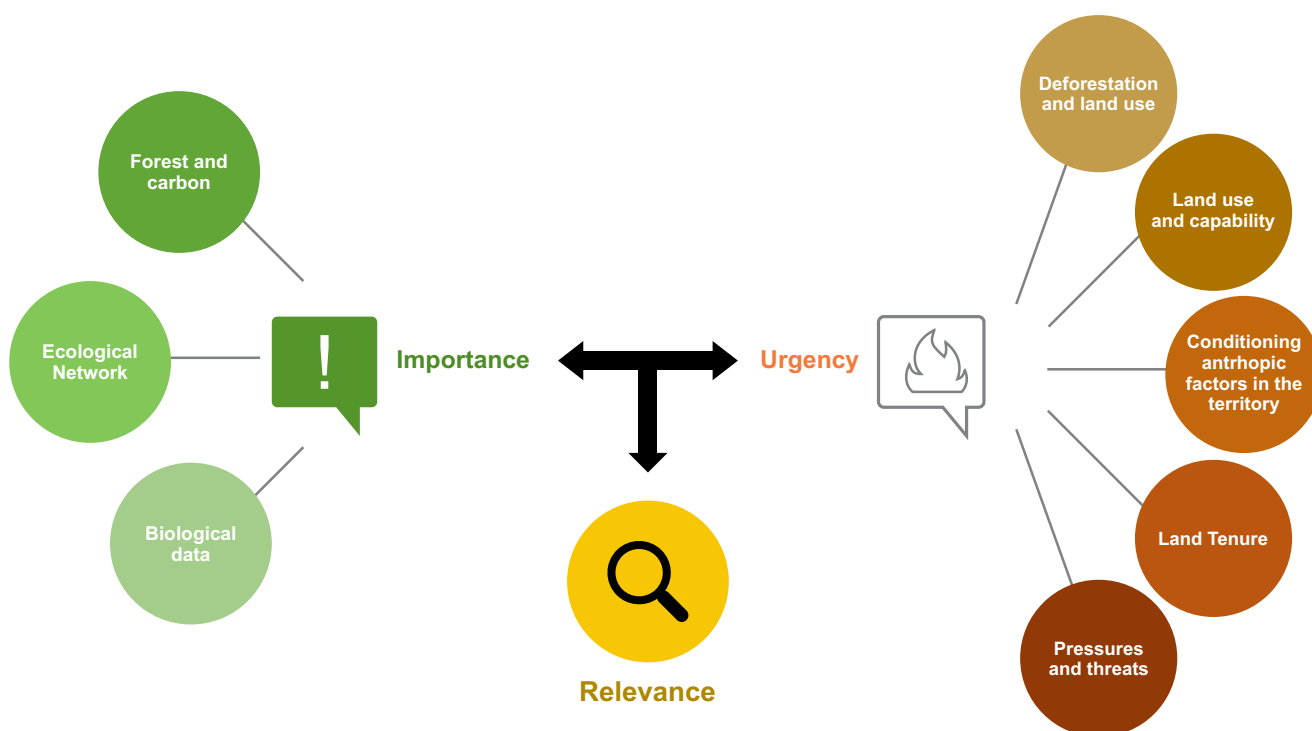 Forest and
carbon
Ecological
Network
Biological
data
!
Importance
Urgency
Relevance
Deforestation
and land use
Land use
and capability
Conditioning
antrhopic
factors in the
territory
Land Tenure
Pressures
and threats